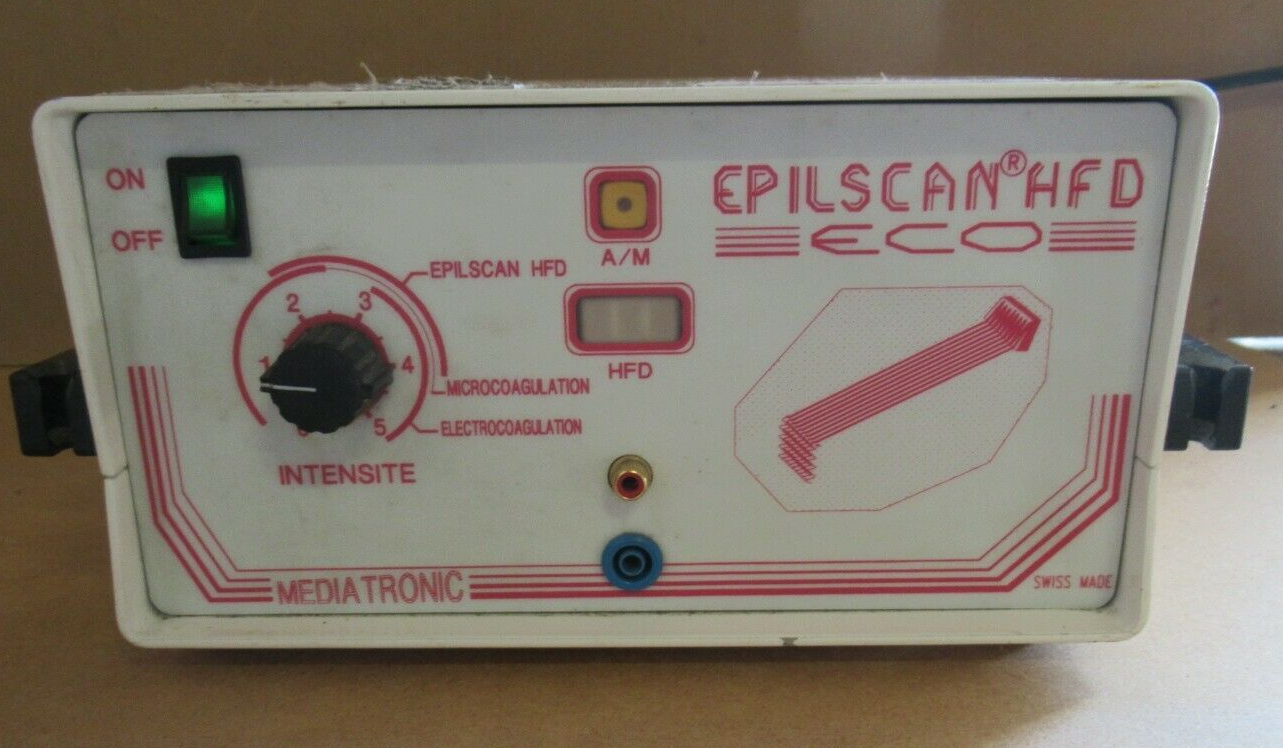 ON
OFF
EPILSCAN® HFD
ECO
A/M
HFD
EPILSCAN HFD
MICROCOAGULATION
ELECTROCOAGULATION
2
3
1
4
5
INTENSITE
MEDIATRONIC
SWISS MADE